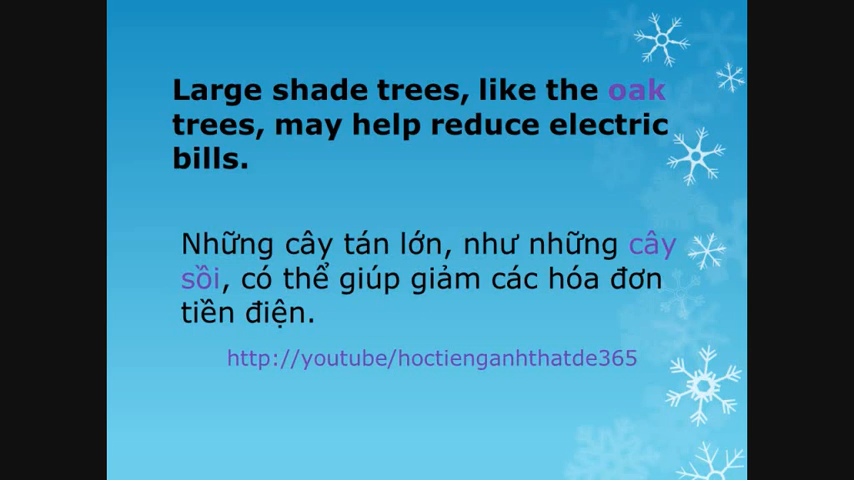 Large shade trees, like the oak
trees, may help reduce electric
bills.
Những cây tán lớn, như những cây
sồi, có thể giúp giảm các hóa đơn
tiền điện.
http://youtube/hoctienganhthatde365